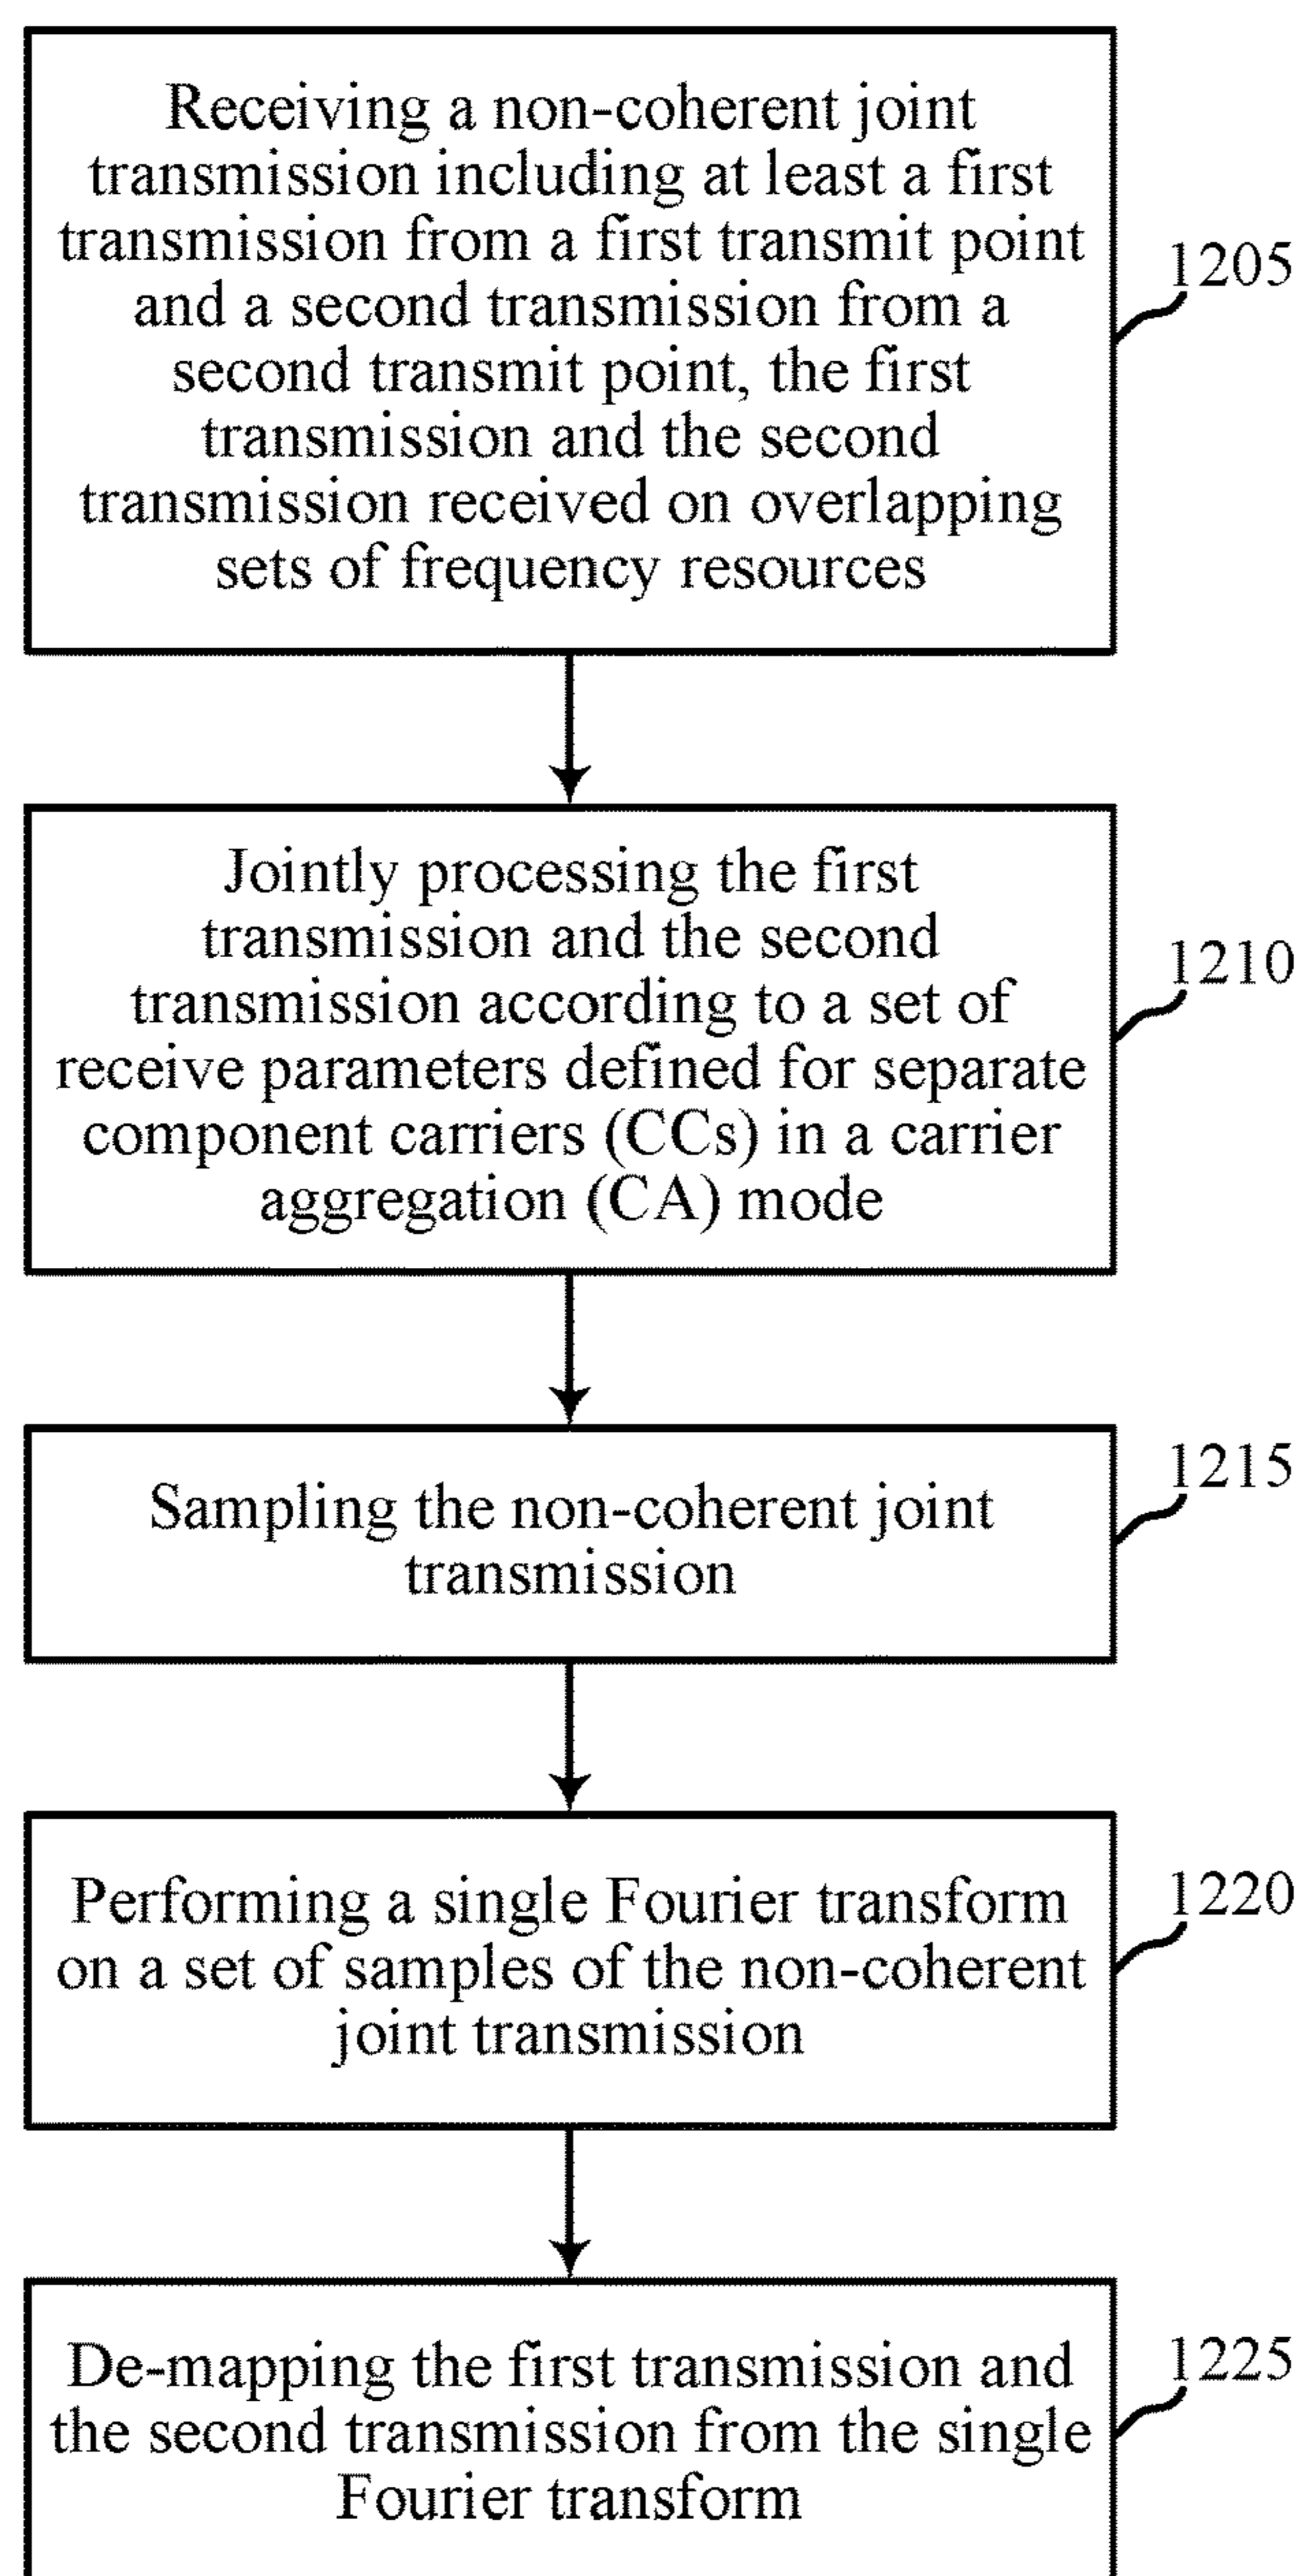 Receiving a non-coherent joint
transmission including at least a first
transmission from a first transmit point
and a second transmission from a
second transmit point, the first
transmission and the second
transmission received on overlapping
sets of frequency resources
1205
Jointly processing the first
transmission and the second
transmission according to a set of
receive parameters defined for separate
component carriers (CCs) in a carrier
aggregation (CA) mode
1210
Sampling the non-coherent joint
transmission
1215
Performing a single Fourier transform
on a set of samples of the non-coherent
joint transmission
1220
De-mapping the first transmission and
the second transmission from the single
Fourier transform
1225